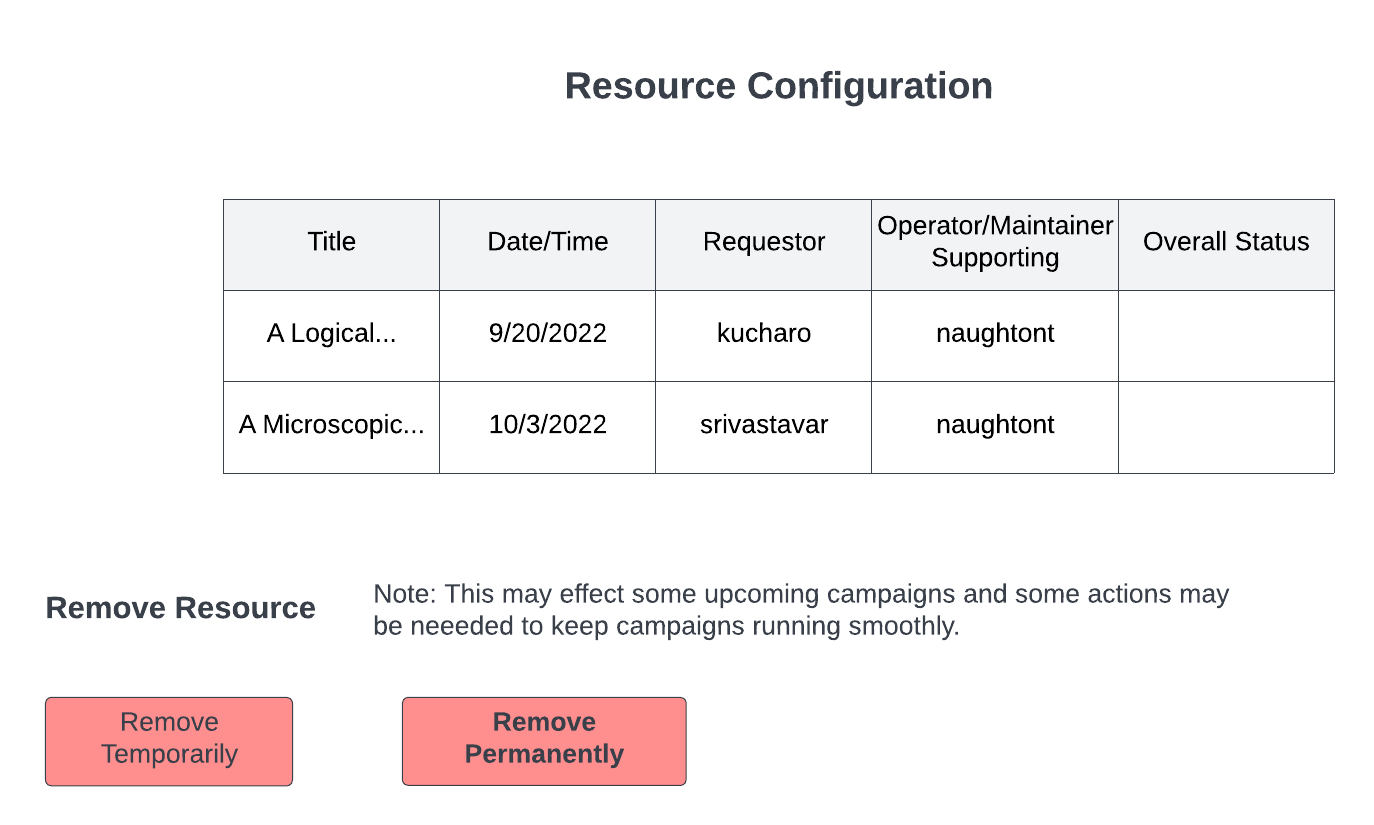 Resource Configuration
Title Date/Time Requestor Operator/Maintainer Supporting Overall Status
A Logical... 9/20/2022 kucharo naughtont
A Microscopic... 10/3/2022 srivastavar naughtont
Remove Resource
Note: This may effect some upcoming campaigns and some actions may
be neeeded to keep campaigns running smoothly.
Remove
Temporarily
Remove
Permanently